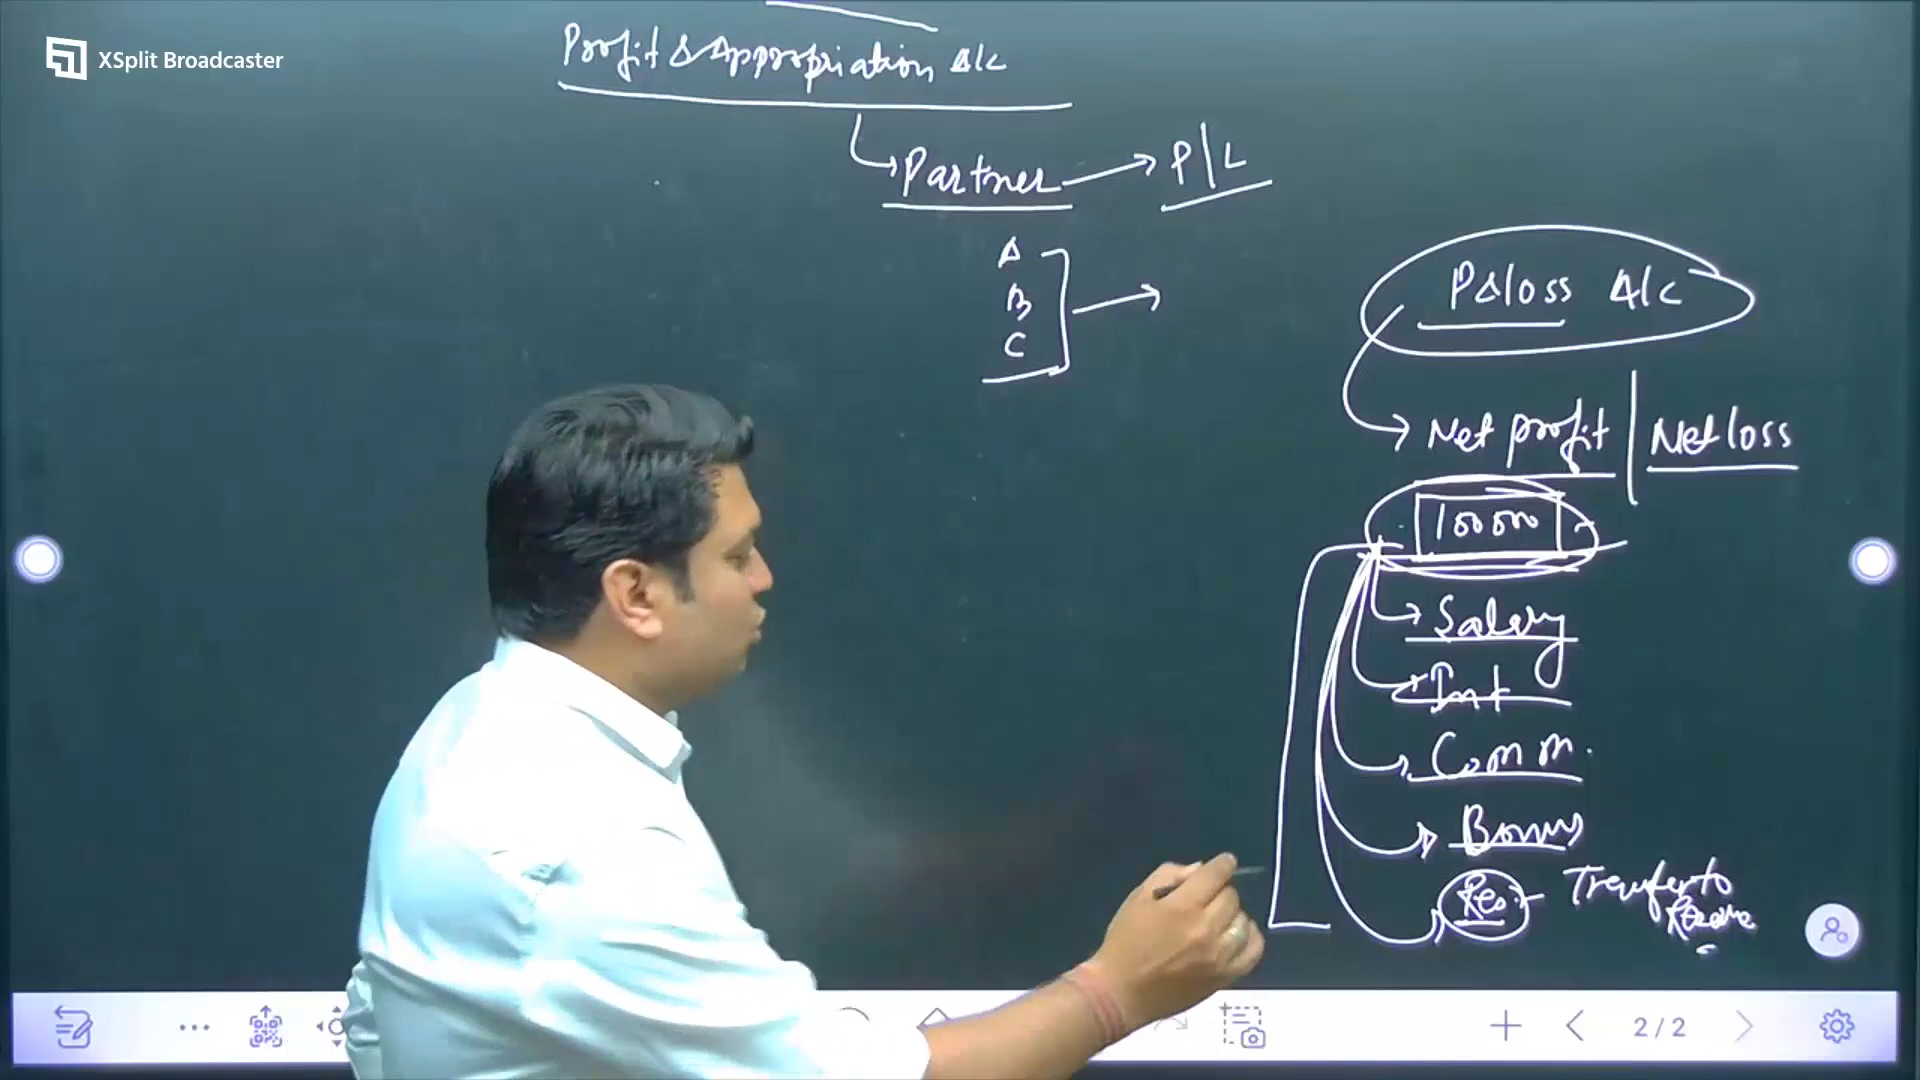 XSplit Broadcaster
Profit & Appropriation A/c
Partner → P/L
A
B
C
P&loss A/c
Net profit | Net loss
100000
Salary
Int
Comm.
Bonus
Res. - Transfer to
Reserve
2/2